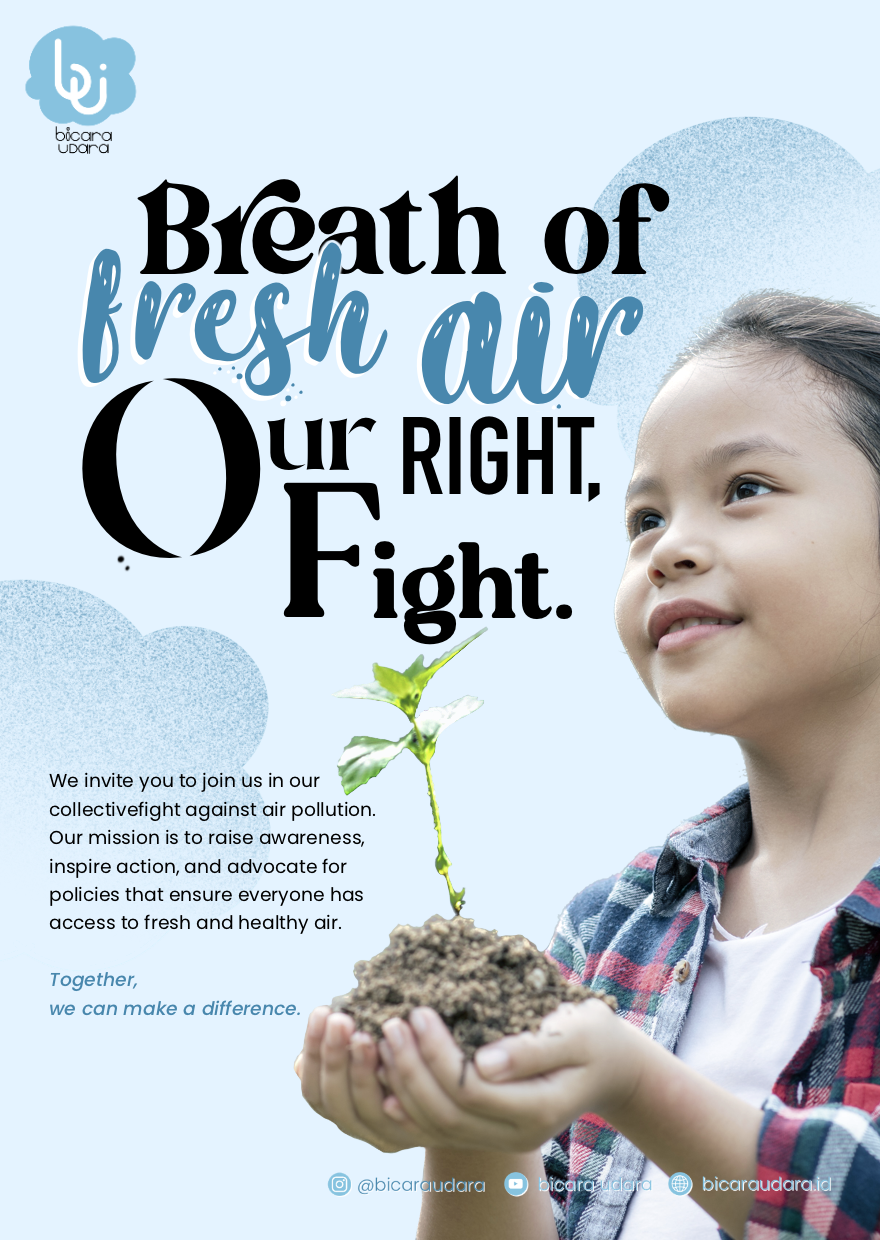 bj
bicara
udara
Breath of
fresh air
Our RIGHT,
Fight.
We invite you to join us in our
collectivefight against air pollution.
Our mission is to raise awareness,
inspire action, and advocate for
policies that ensure everyone has
access to fresh and healthy air.
Together,
we can make a difference.
@bicaraudara bicaraudara bicaraudara.id